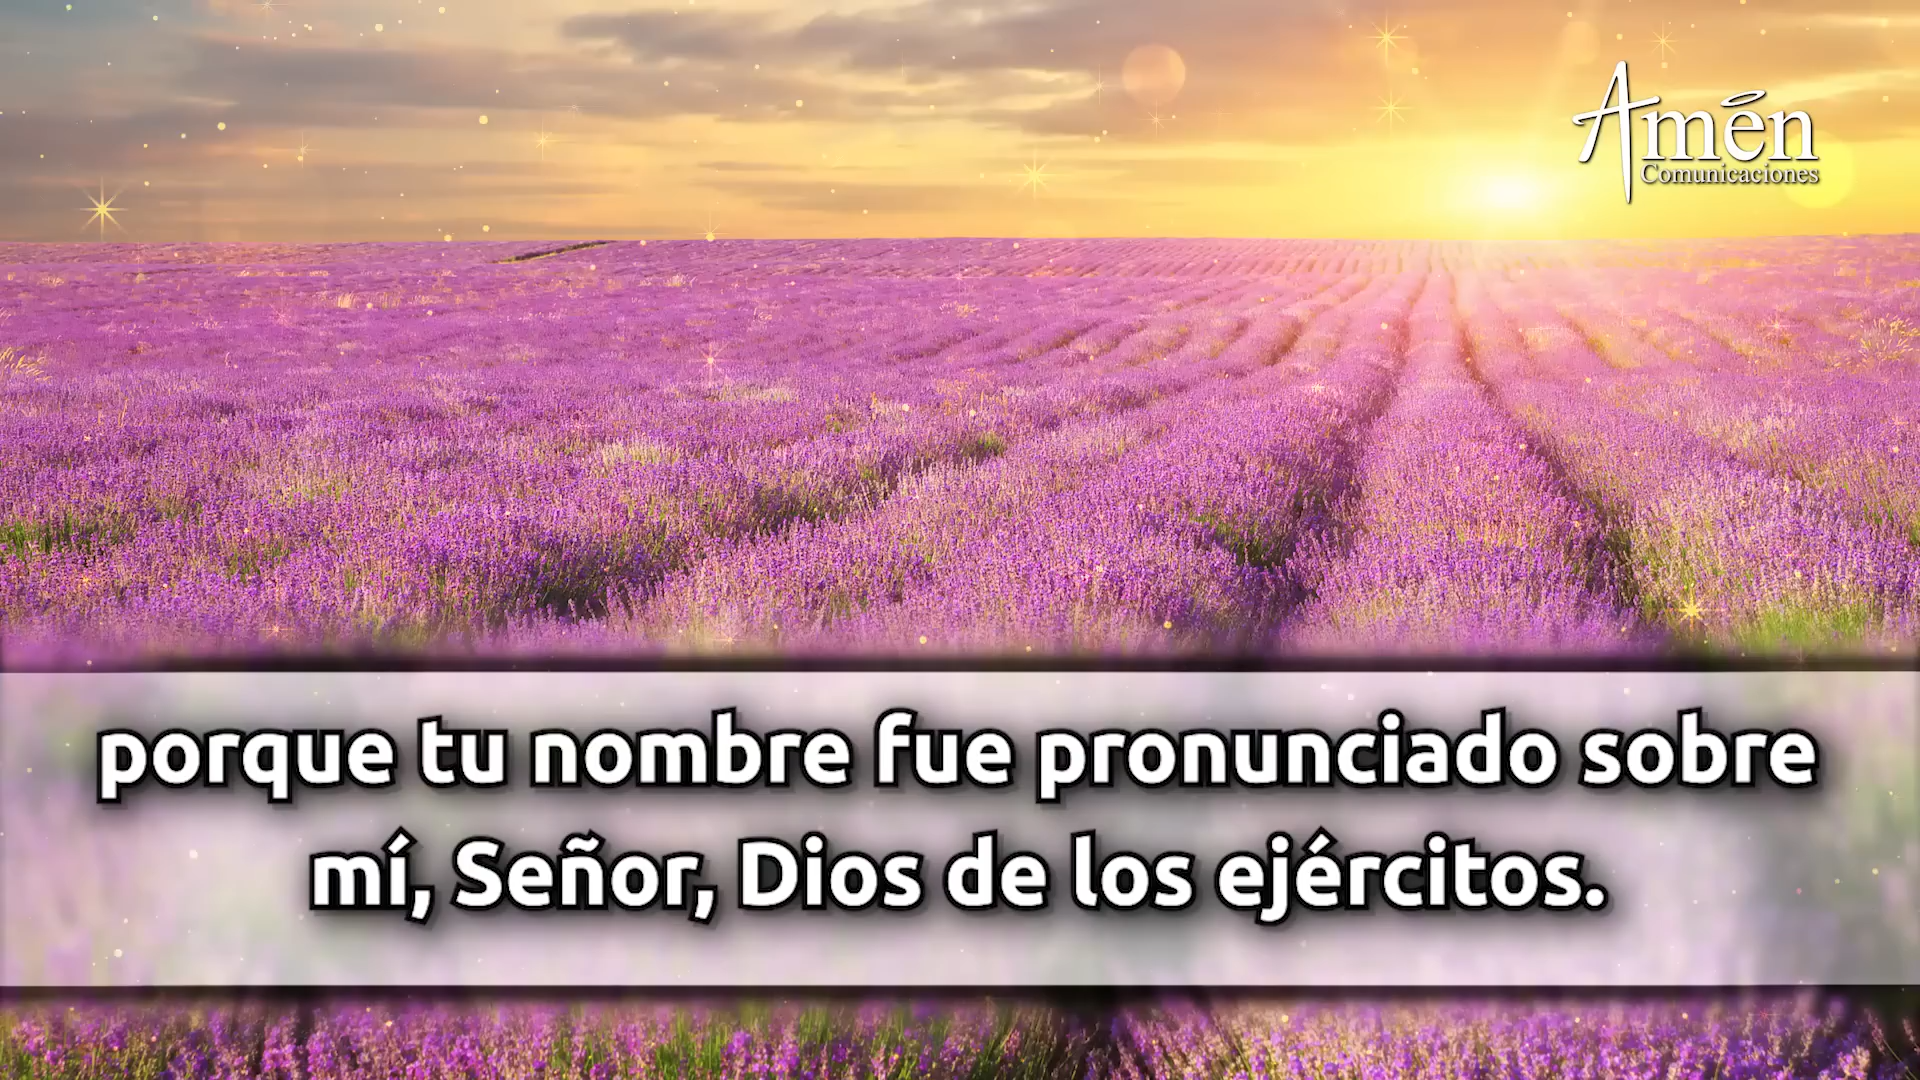 Amén
Comunicaciones
porque tu nombre fue pronunciado sobre
mí, Señor, Dios de los ejércitos.